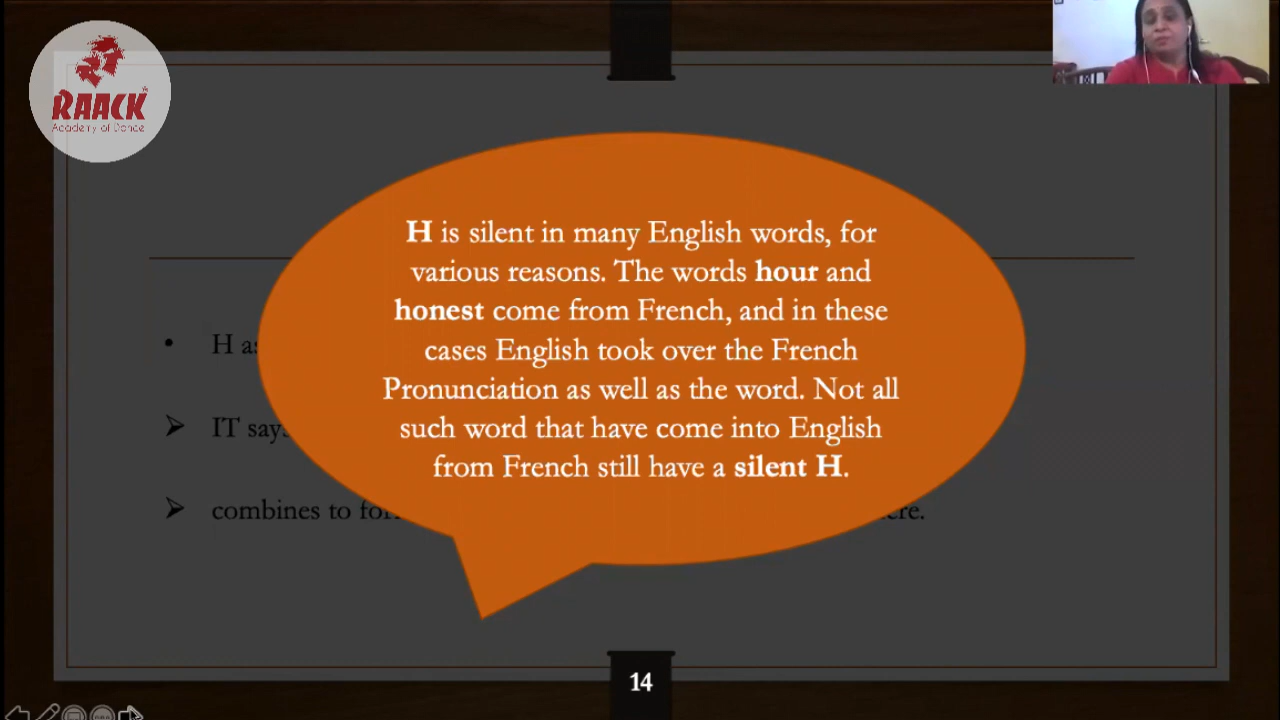 RAACK
Academy of Dance
H is silent in many English words, for
various reasons. The words hour and
honest come from French, and in these
cases English took over the French
Pronunciation as well as the word. Not all
such word that have come into English
from French still have a silent H.
H as
IT says
combines to for
ere.
14